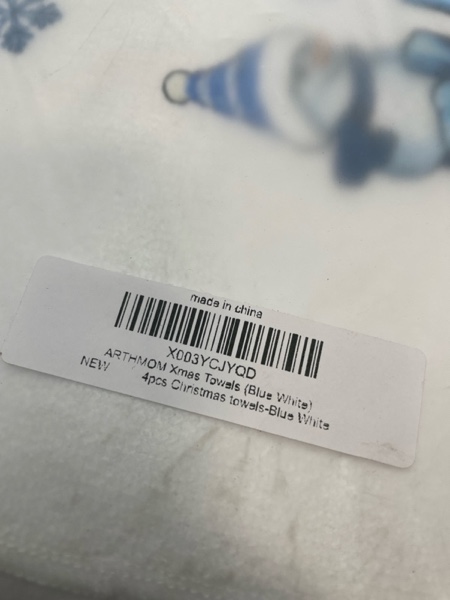 made in china
X003YCJYQD
ARTHMOM Xmas Towels (Blue White)
NEW 4pcs Christmas towels-Blue White